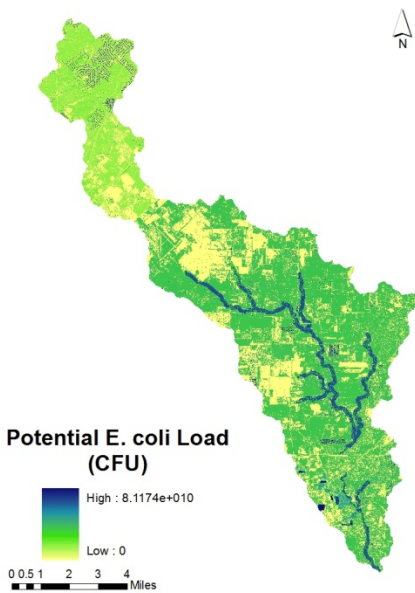 N
Potential E. coli Load
(CFU)
High : 8.1174e+010
Low : 0
0 0.5 1 2 3 4
Miles